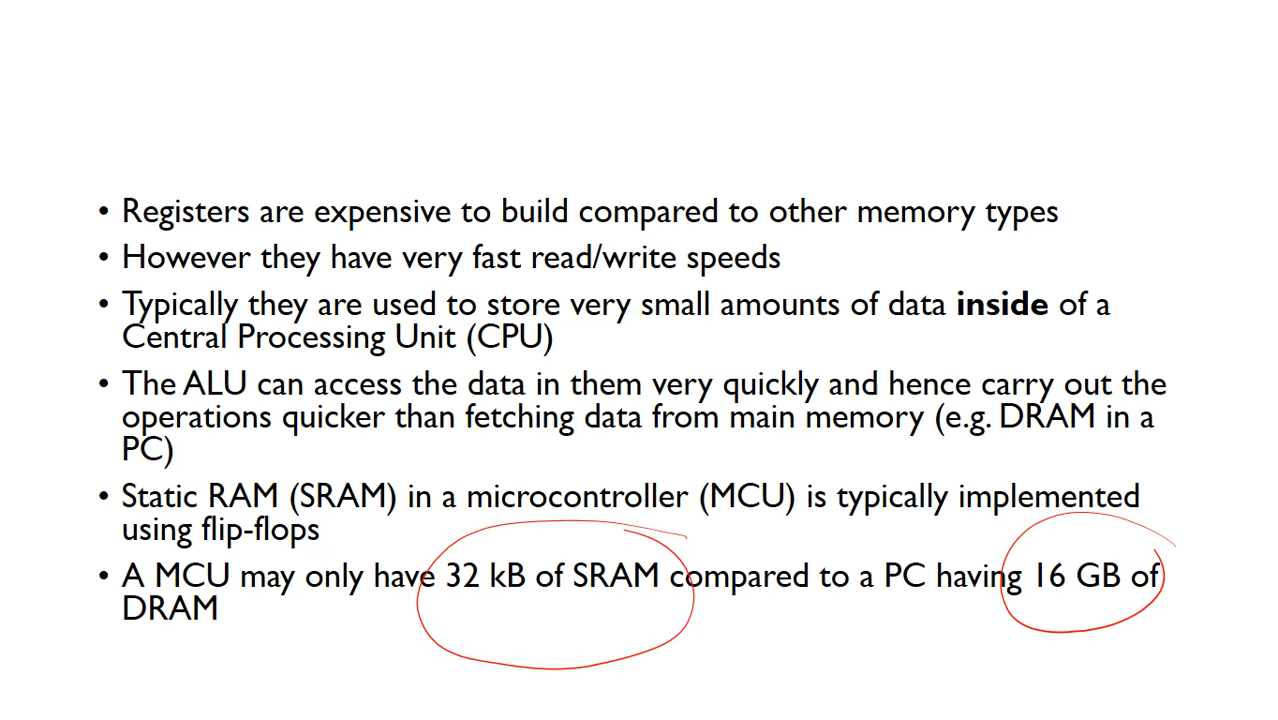 • Registers are expensive to build compared to other memory types
• However they have very fast read/write speeds
• Typically they are used to store very small amounts of data inside of a
Central Processing Unit (CPU)
• The ALU can access the data in them very quickly and hence carry out the
operations quicker than fetching data from main memory (e.g. DRAM in a
PC)
• Static RAM (SRAM) in a microcontroller (MCU) is typically implemented
using flip-flops
• A MCU may only have 32 kB of SRAM compared to a PC having 16 GB of
DRAM